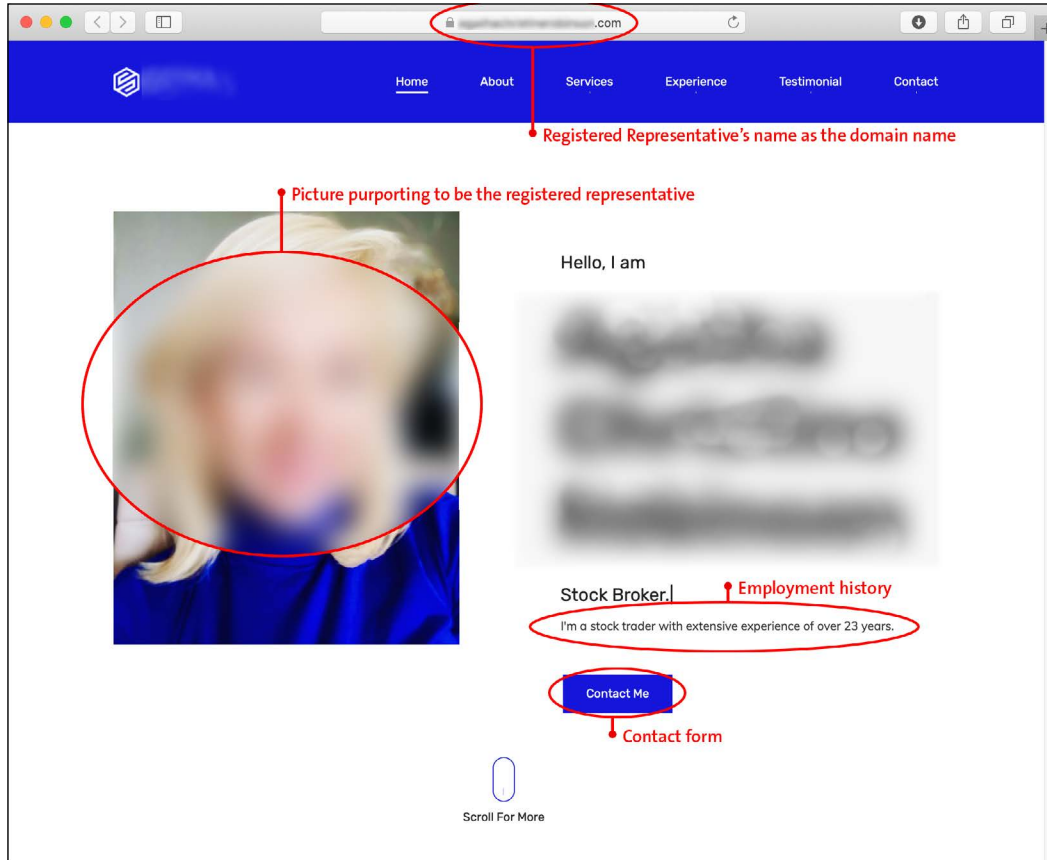 .com
Home About Services Experience Testimonial Contact
Registered Representative's name as the domain name
Picture purporting to be the registered representative
Hello, I am
Stock Broker.
Employment history
I'm a stock trader with extensive experience of over 23 years.
Contact Me
Contact form
Scroll For More